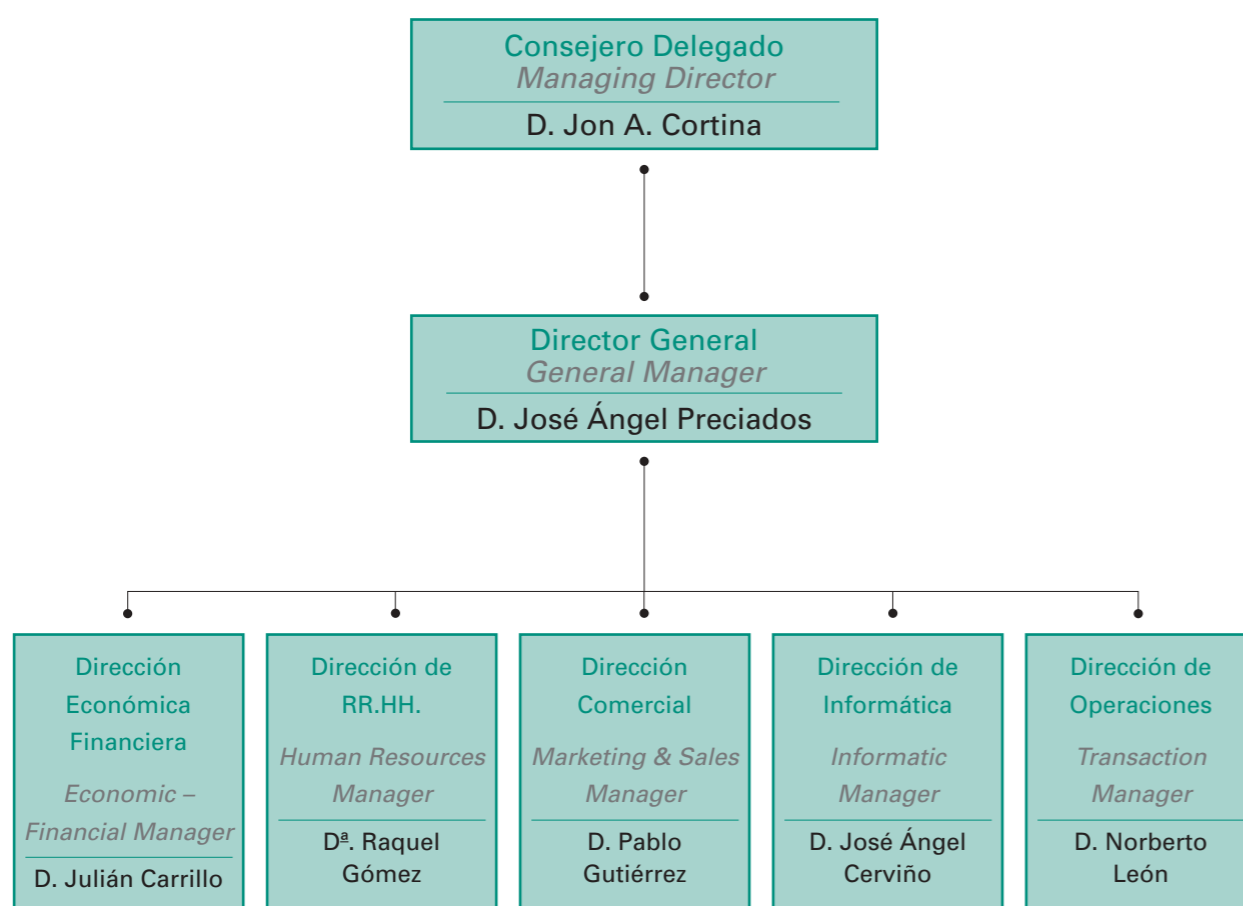 Consejero Delegado
Managing Director
D. Jon A. Cortina
Director General
General Manager
D. José Ángel Preciados
Dirección
Económica
Financiera
Economic –
Financial Manager
D. Julián Carrillo
Dirección de
RR.HH.
Human Resources
Manager
Dª. Raquel
Gómez
Dirección
Comercial
Marketing & Sales
Manager
D. Pablo
Gutiérrez
Dirección de
Informática
Informatic
Manager
D. José Ángel
Cerviño
Dirección de
Operaciones
Transaction
Manager
D. Norberto
León